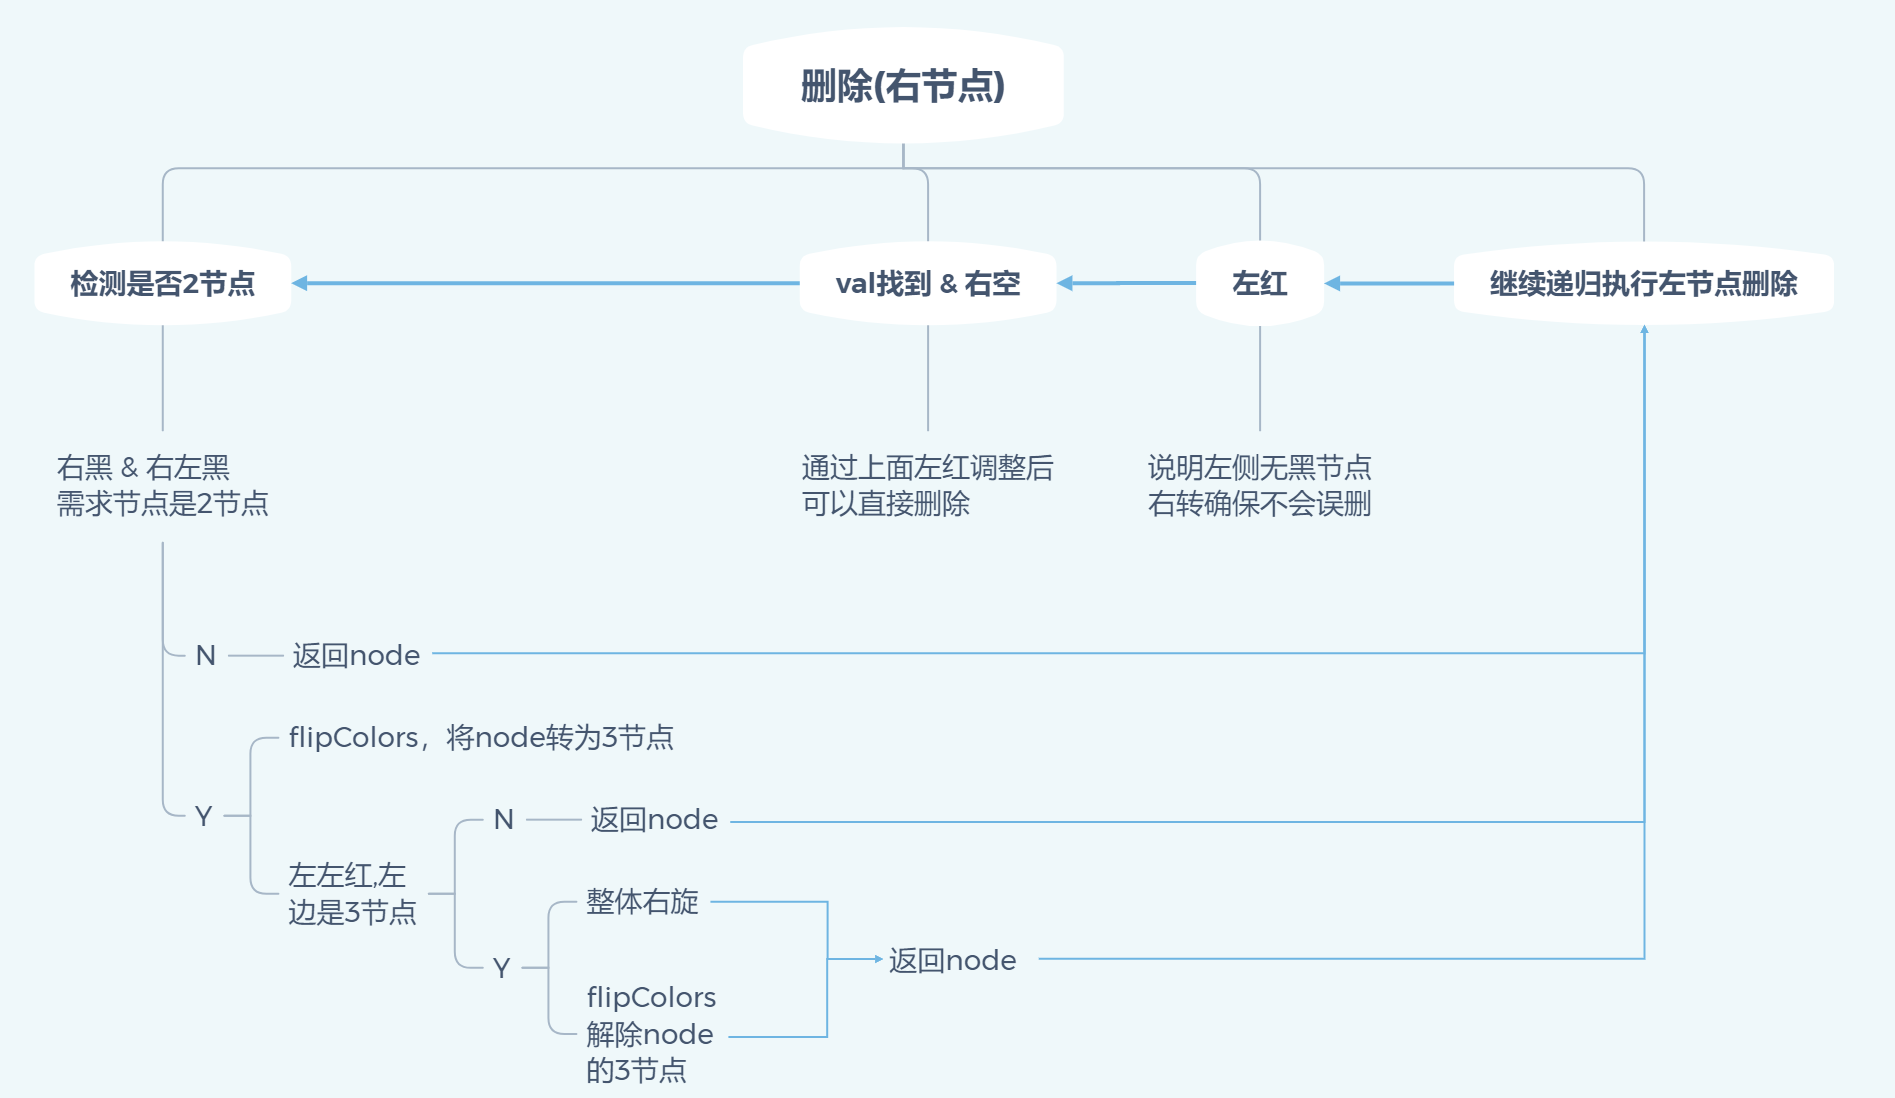 删除(右节点)
检测是否2节点
val找到 & 右空
左红
继续递归执行左节点删除
右黑 & 右左黑
需求节点是2节点
通过上面左红调整后
可以直接删除
说明左侧无黑节点
右转确保不会误删
N
返回node
flipColors，将node转为3节点
Y
N
返回node
左左红,左
边是3节点
整体右旋
Y
返回node
flipColors
解除node
的3节点